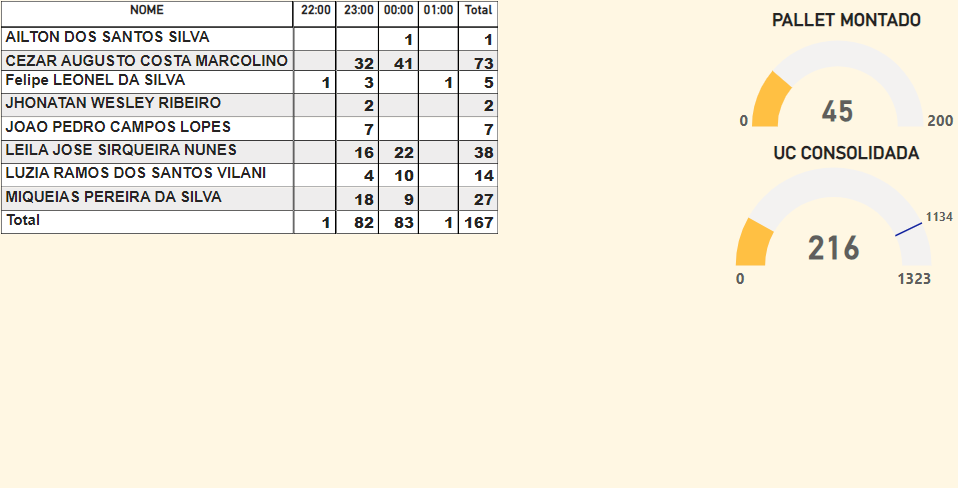 NOME 22:00 23:00 00:00 01:00 Total
AILTON DOS SANTOS SILVA 1 1
CEZAR AUGUSTO COSTA MARCOLINO 32 41 73
Felipe LEONEL DA SILVA 1 3 1 5
JHONATAN WESLEY RIBEIRO 2 2
JOAO PEDRO CAMPOS LOPES 7 7
LEILA JOSE SIRQUEIRA NUNES 16 22 38
LUZIA RAMOS DOS SANTOS VILANI 4 10 14
MIQUEIAS PEREIRA DA SILVA 18 9 27
Total 1 82 83 1 167
PALLET MONTADO
45
0 200
UC CONSOLIDADA
1134
216
0 1323